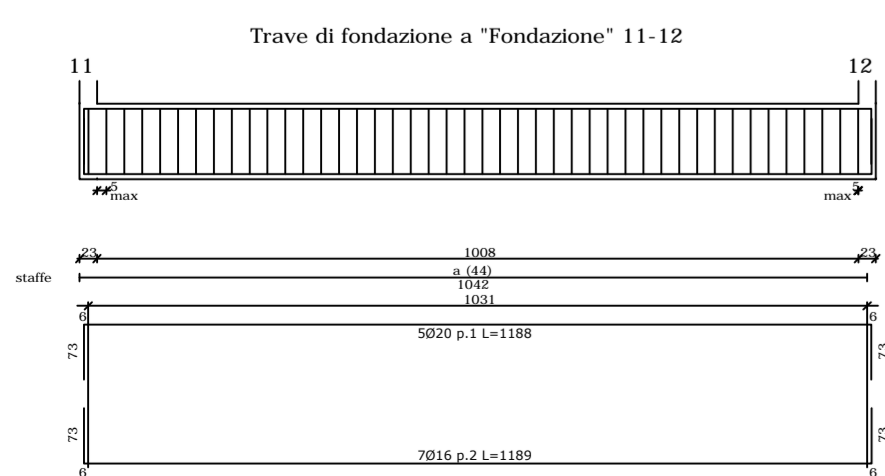 Trave di fondazione a "Fondazione" 11-12
11 12
5 5
max max
23 1008 23
staffe a (44)
1042
1031
6 6
5Ø20 p.1 L=1188
73 73
73 73
7Ø16 p.2 L=1189
6 6